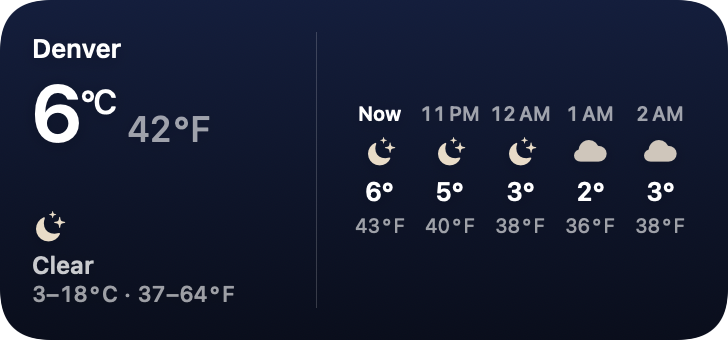 Denver
6°C 42°F
Clear
3–18°C · 37–64°F
Now 11 PM 12 AM 1 AM 2 AM
6° 5° 3° 2° 3°
43°F 40°F 38°F 36°F 38°F